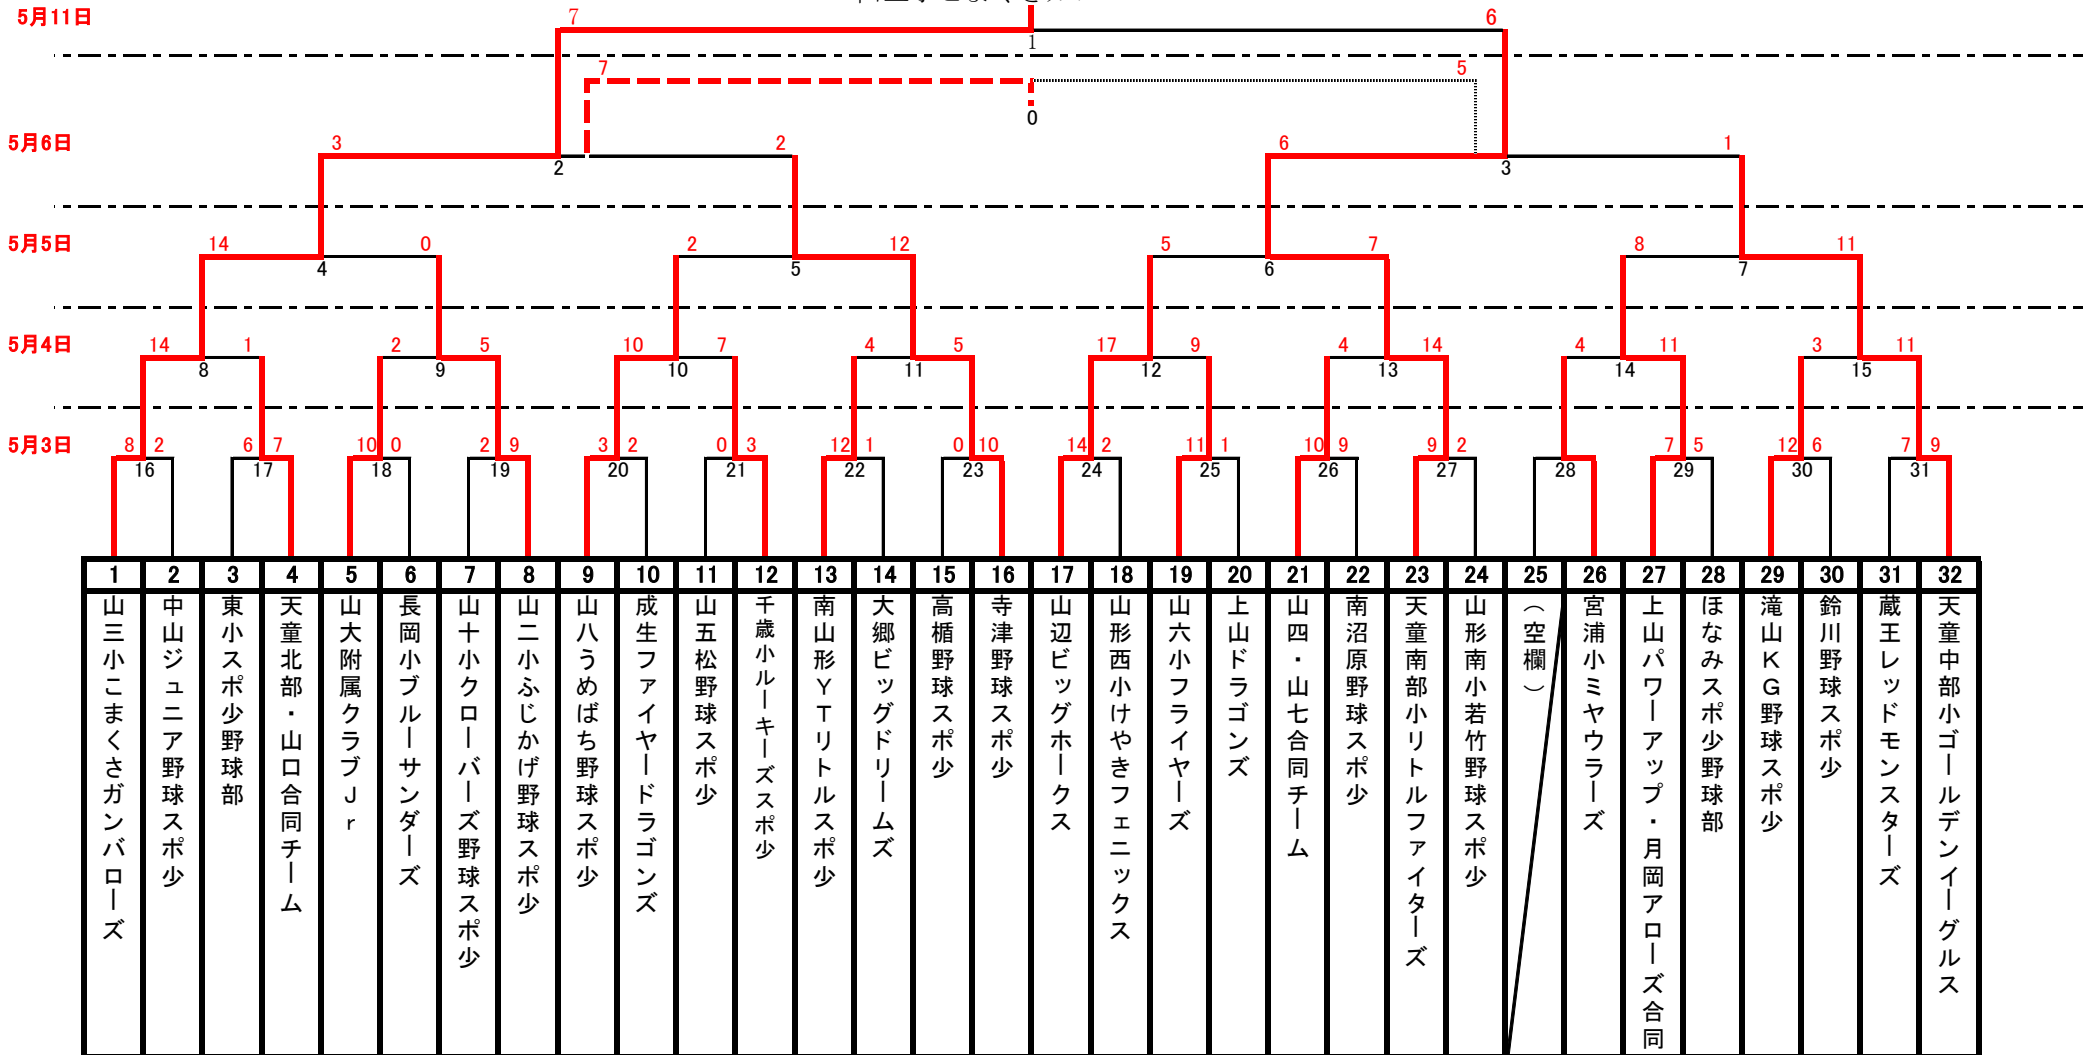 5月11日 7 6
1
7 5
0
5月6日 3 2 6 1
2 3
5月5日 14 0 2 12 5 7 8 11
4 5 6 7
5月4日 14 1 2 5 10 7 4 5 17 9 4 14 4 11 3 11
8 9 10 11 12 13 14 15
5月3日 8 2 6 7 10 0 2 9 3 2 0 3 12 1 0 10 14 2 11 1 10 9 9 2 7 5 12 6 7 9
16 17 18 19 20 21 22 23 24 25 26 27 28 29 30 31
1 2 3 4 5 6 7 8 9 10 11 12 13 14 15 16 17 18 19 20 21 22 23 24 25 26 27 28 29 30 31 32
山三小こまくさガンバローズ
中山ジュニア野球スポ少
東小スポ少野球部
天童北部・山口合同チーム
山大附属クラブJr
長岡小ブルーサンダーズ
山十小クローバーズ野球スポ少
山二小ふじかげ野球スポ少
山八うめばち野球スポ少
成生ファイヤードラゴンズ
山五松野球スポ少
千歳小ルーキーズスポ少
南山形YTリトルスポ少
大郷ビッグドリームズ
高楯野球スポ少
寺津野球スポ少
山辺ビッグホークス
山形西小けやきフェニックス
山六小フライヤーズ
上山ドラゴンズ
山四・山七合同チーム
南沼原野球スポ少
天童南部小リトルファイターズ
山形南小若竹野球スポ少
（空欄）
宮浦小ミヤウラーズ
上山パワーアップ・月岡アローズ合同
ほなみスポ少野球部
滝山KG野球スポ少
鈴川野球スポ少
蔵王レッドモンスターズ
天童中部小ゴールデンイーグルス